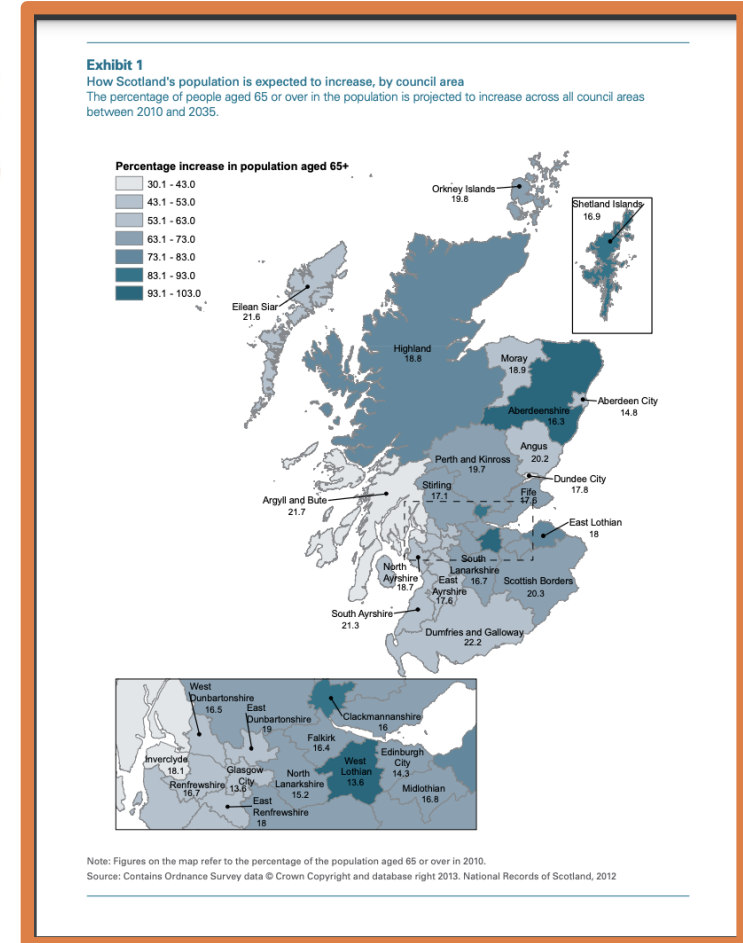 Exhibit 1
How Scotland's population is expected to increase, by council area
The percentage of people aged 65 or over in the population is projected to increase across all council areas
between 2010 and 2035.
Percentage increase in population aged 65+
30.1 - 43.0
43.1 - 53.0
53.1 - 63.0
63.1 - 73.0
73.1 - 83.0
83.1 - 93.0
93.1 - 103.0
Orkney Islands
19.8
Shetland Islands
16.9
Eilean Siar
21.6
Highland
18.8
Moray
18.9
Aberdeenshire
16.3
Aberdeen City
14.8
Angus
20.2
Perth and Kinross
19.7
Dundee City
17.8
Stirling
17.1
Fife
17.6
Argyll and Bute
21.7
East Lothian
18
North
Ayrshire
18.7
East
Ayrshire
17.6
South
Lanarkshire
16.7
Scottish Borders
20.3
South Ayrshire
21.3
Dumfries and Galloway
22.2
West
Dunbartonshire
16.5
East
Dunbartonshire
19
Clackmannanshire
16
Falkirk
16.4
Edinburgh
City
14.3
West
Lothian
13.6
Inverclyde
18.1
Glasgow
City
13.6
Renfrewshire
16.7
North
Lanarkshire
15.2
Midlothian
16.8
East
Renfrewshire
18
Note: Figures on the map refer to the percentage of the population aged 65 or over in 2010.
Source: Contains Ordnance Survey data © Crown Copyright and database right 2013. National Records of Scotland, 2012